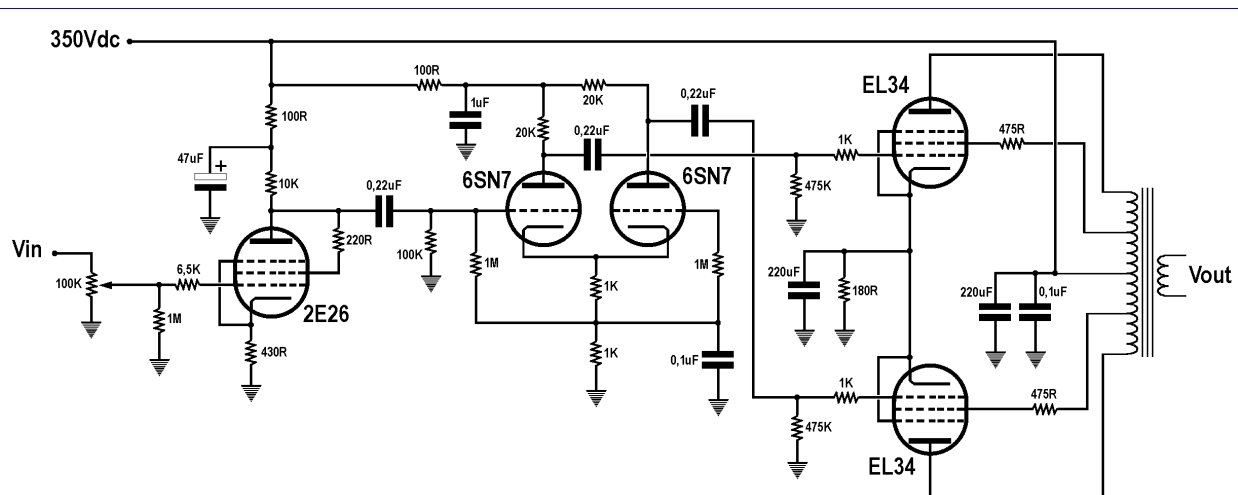 350Vdc
100R
20K
0,22uF
EL34
100R
1uF
20K
0,22uF
1K
475R
47uF
+
10K
0,22uF
6SN7
6SN7
475K
Vin
100K
6,5K
220R
100K
1M
1K
1M
220uF
180R
220uF
0,1uF
Vout
1M
2E26
430R
1K
0,1uF
1K
475R
475K
EL34